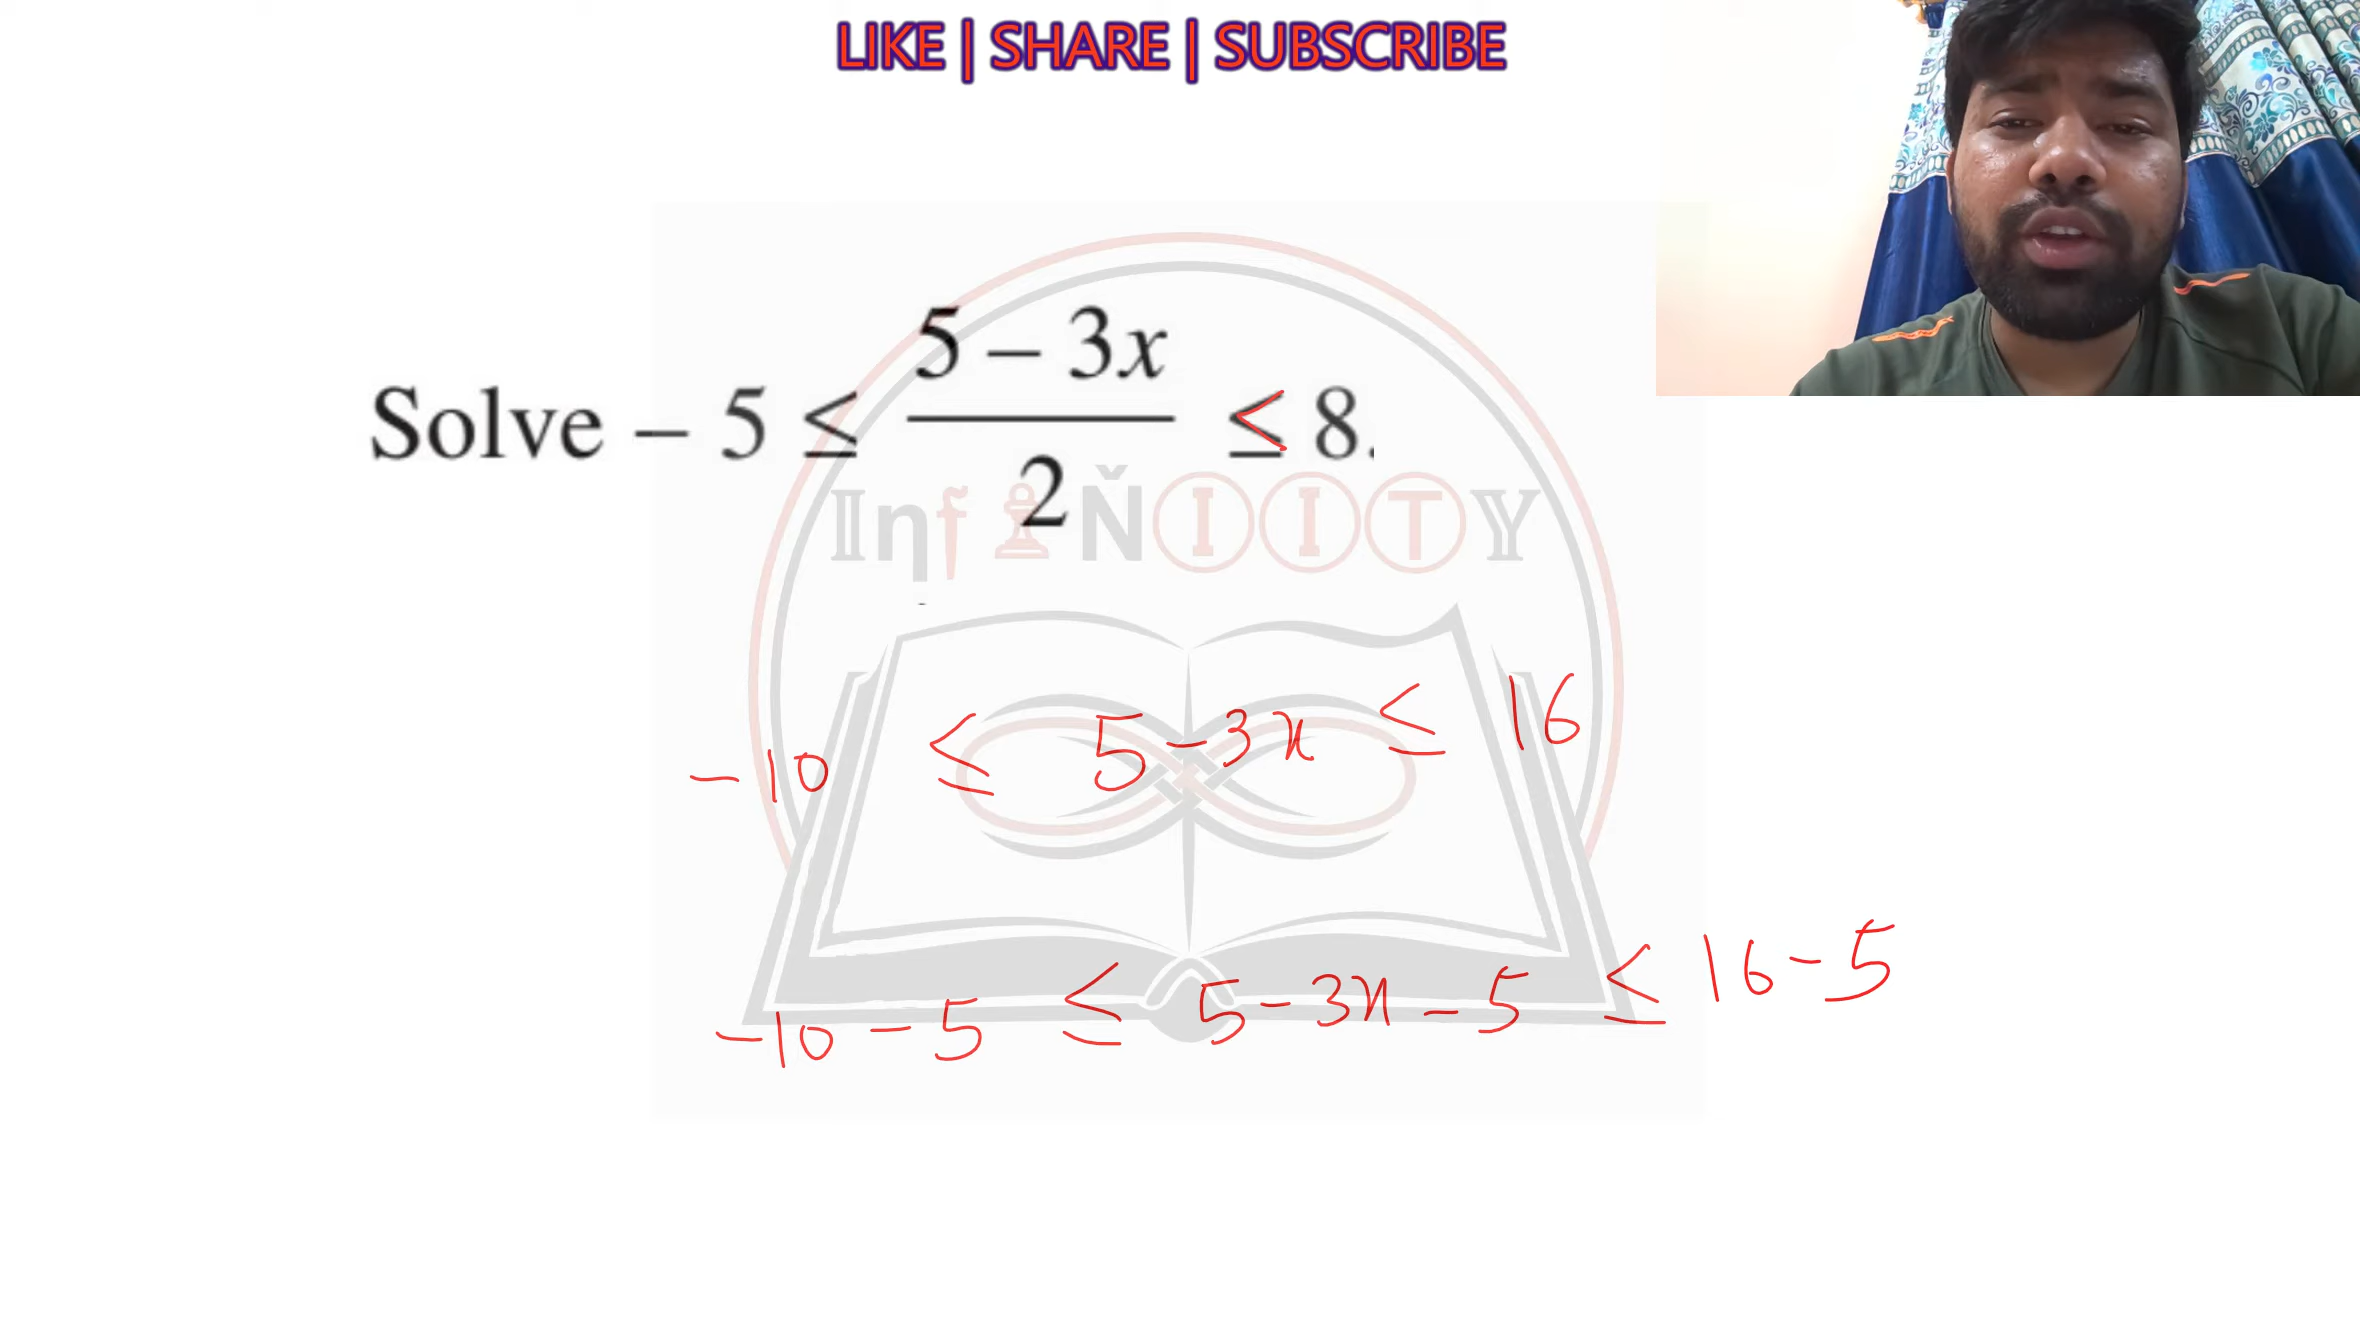 LIKE | SHARE | SUBSCRIBE
Solve – 5 ≤ (5 – 3x)/2 ≤ 8.
IηfiŇⒾⒾⓉY
-10 ≤ 5-3x ≤ 16
-10-5 ≤ 5-3x-5 ≤ 16-5